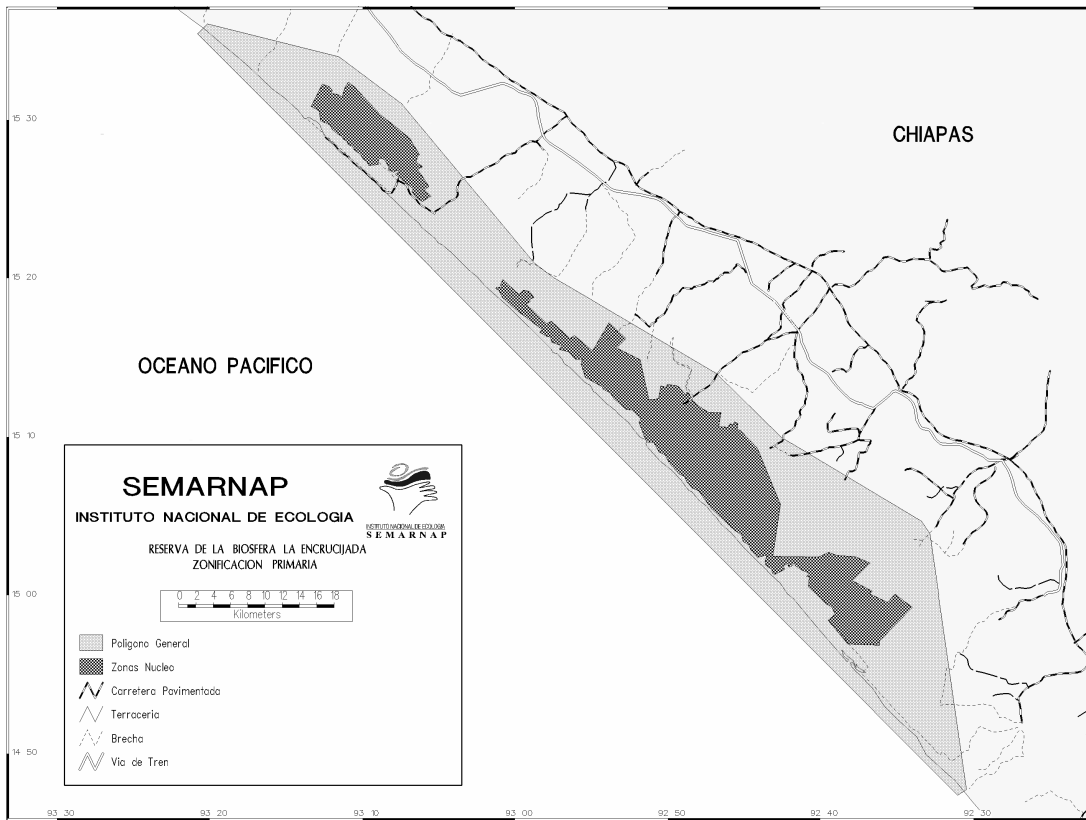 15 30
CHIAPAS
15 20
OCEANO PACIFICO
15 10
SEMARNAP
INSTITUTO NACIONAL DE ECOLOGIA
INSTITUTO NACIONAL DE ECOLOGIA
SEMARNAP
RESERVA DE LA BIOSFERA LA ENCRUCIJADA
ZONIFICACION PRIMARIA
0 2 4 6 8 10 12 14 16 18
Kilometers
15 00
Poligono General
Zonas Nucleo
Carretera Pavimentada
Terraceria
Brecha
Via de Tren
14 50
93 30
93 20
93 10
93 00
92 50
92 40
92 30